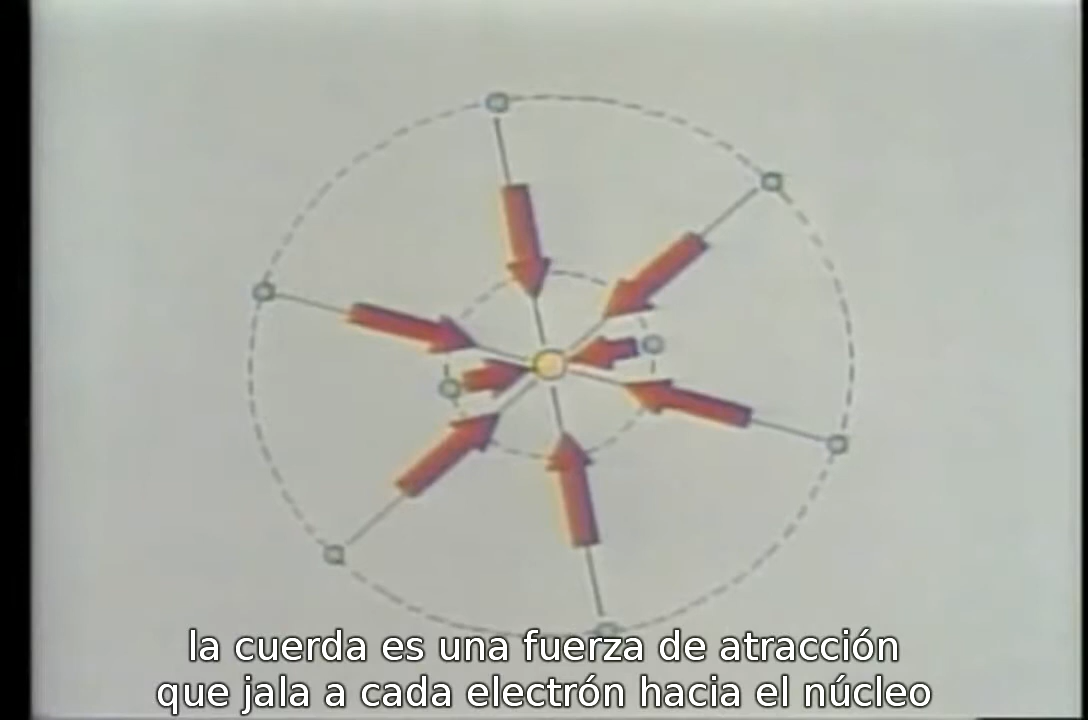 la cuerda es una fuerza de atracción
que jala a cada electrón hacia el núcleo